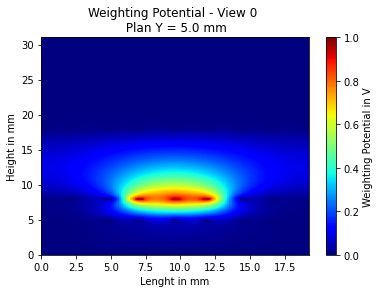 Weighting Potential - View 0
Plan Y = 5.0 mm
Height in mm
30
25
20
15
10
5
0
0.0 2.5 5.0 7.5 10.0 12.5 15.0 17.5
Lenght in mm
1.0
0.8
0.6
0.4
0.2
0.0
Weighting Potential in V